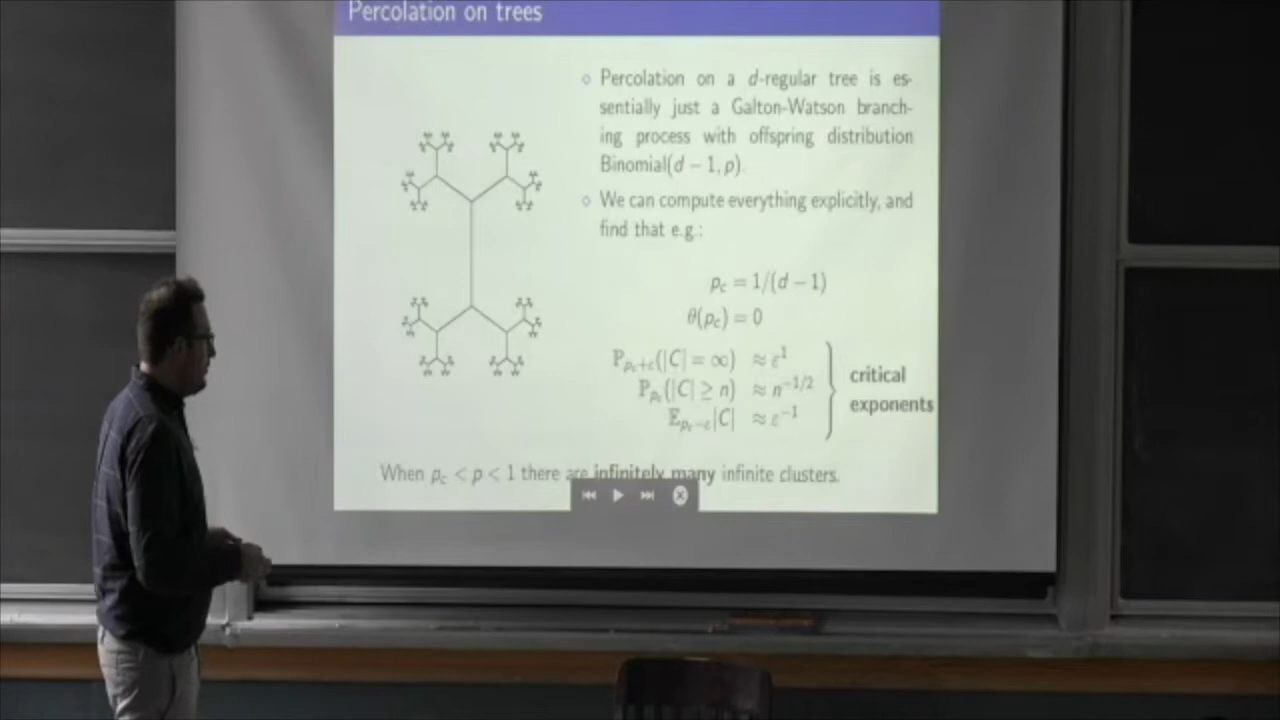 Percolation on trees
⋄ Percolation on a d-regular tree is es-
sentially just a Galton-Watson branch-
ing process with offspring distribution
Binomial(d − 1, p).
⋄ We can compute everything explicitly, and
find that e.g.:
p_c = 1/(d − 1)
θ(p_c) = 0
P_{p_c+ε}(|C| = ∞) ≈ ε^1
P_{p_c}(|C| ≥ n) ≈ n^{−1/2}
E_{p_c−ε}|C| ≈ ε^{−1}
critical
exponents
When p_c < p < 1 there are infinitely many infinite clusters.